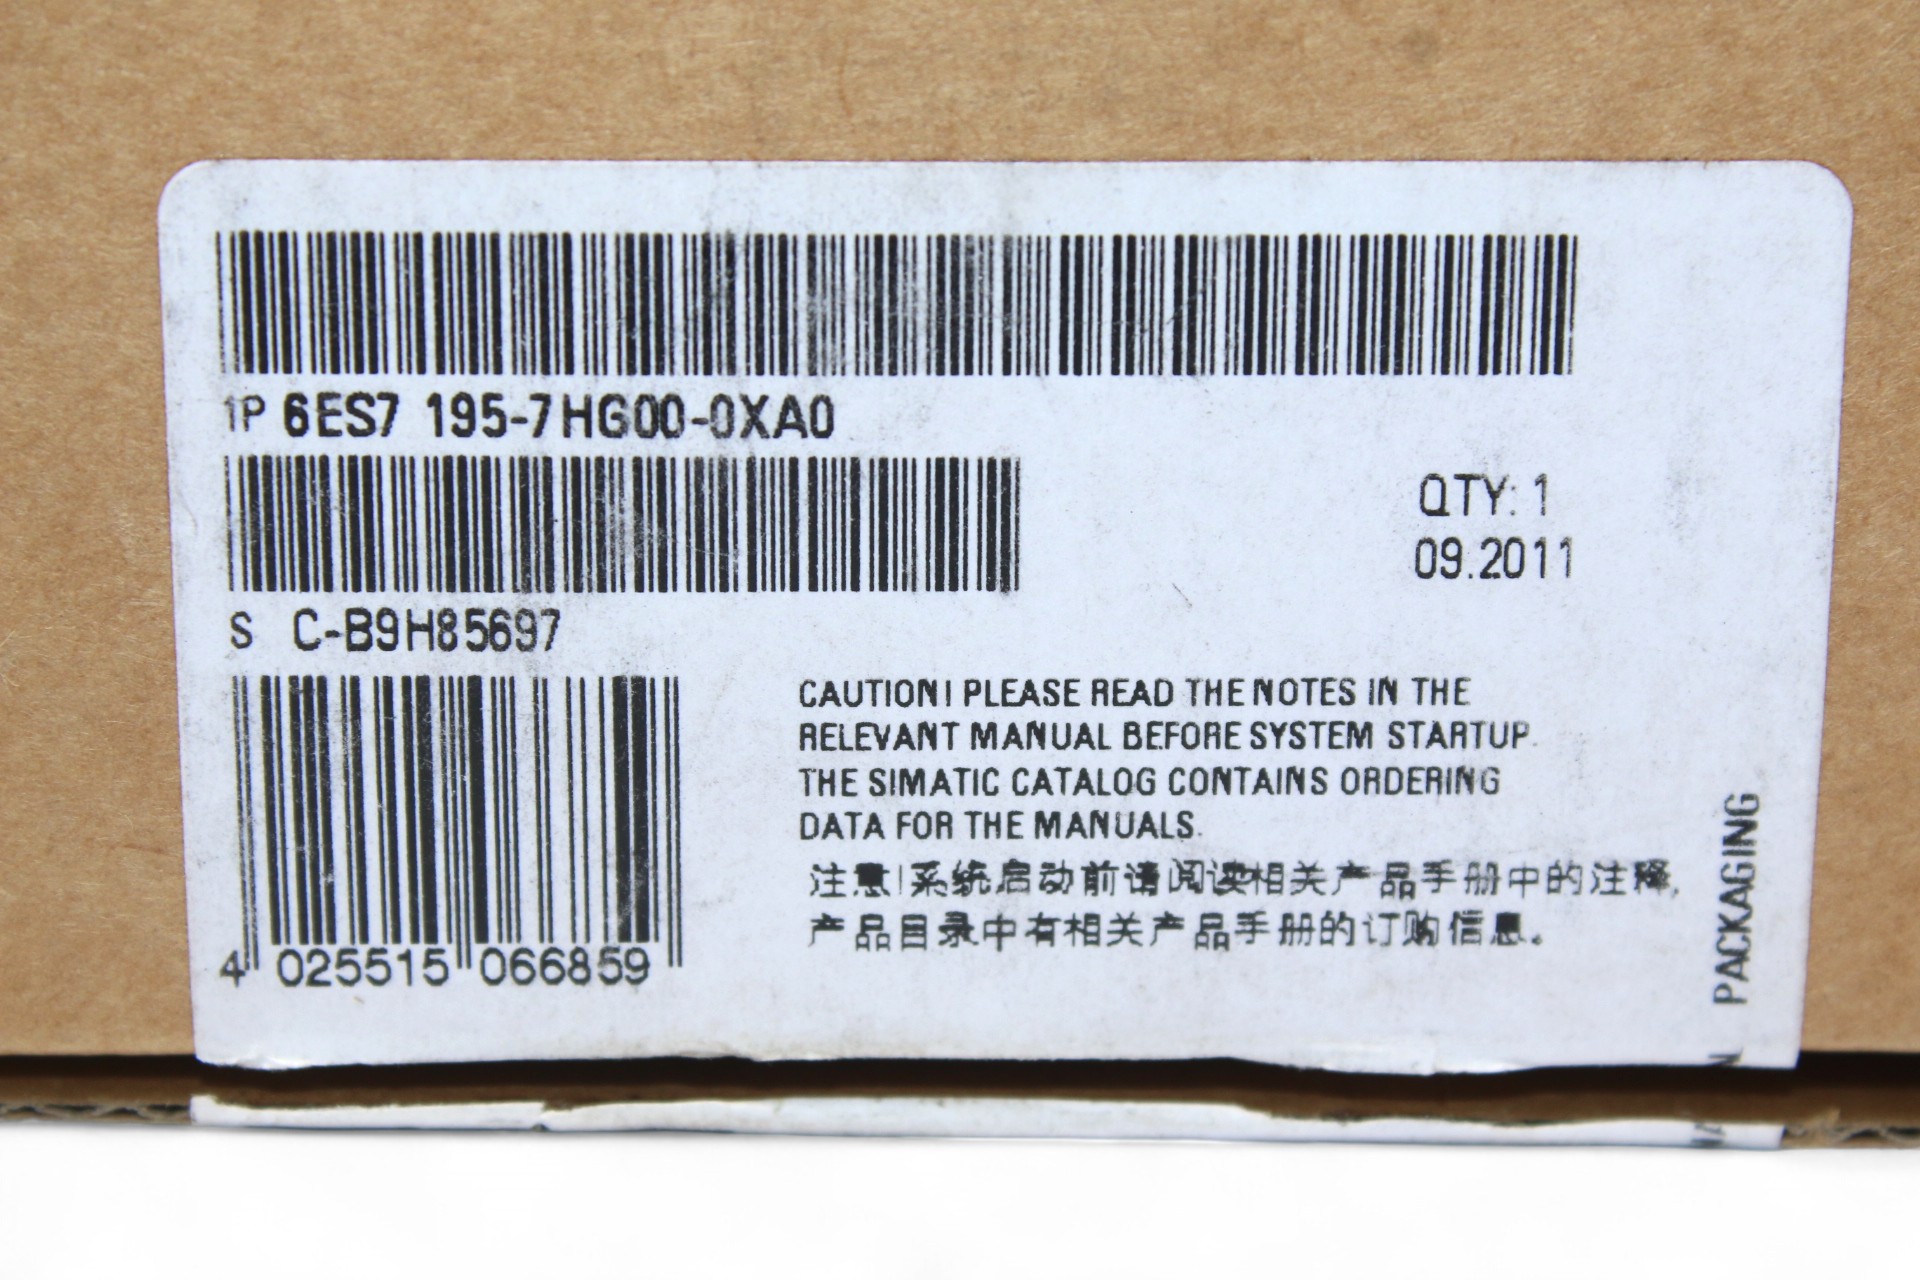 1P 6ES7 195-7HG00-0XA0
QTY: 1
09.2011
S C-B9H85697
CAUTION! PLEASE READ THE NOTES IN THE
RELEVANT MANUAL BEFORE SYSTEM STARTUP.
THE SIMATIC CATALOG CONTAINS ORDERING
DATA FOR THE MANUALS.
注意!系统启动前请阅读相关产品手册中的注释,
产品目录中有相关产品手册的订购信息。
4 025515 066859
PACKAGING